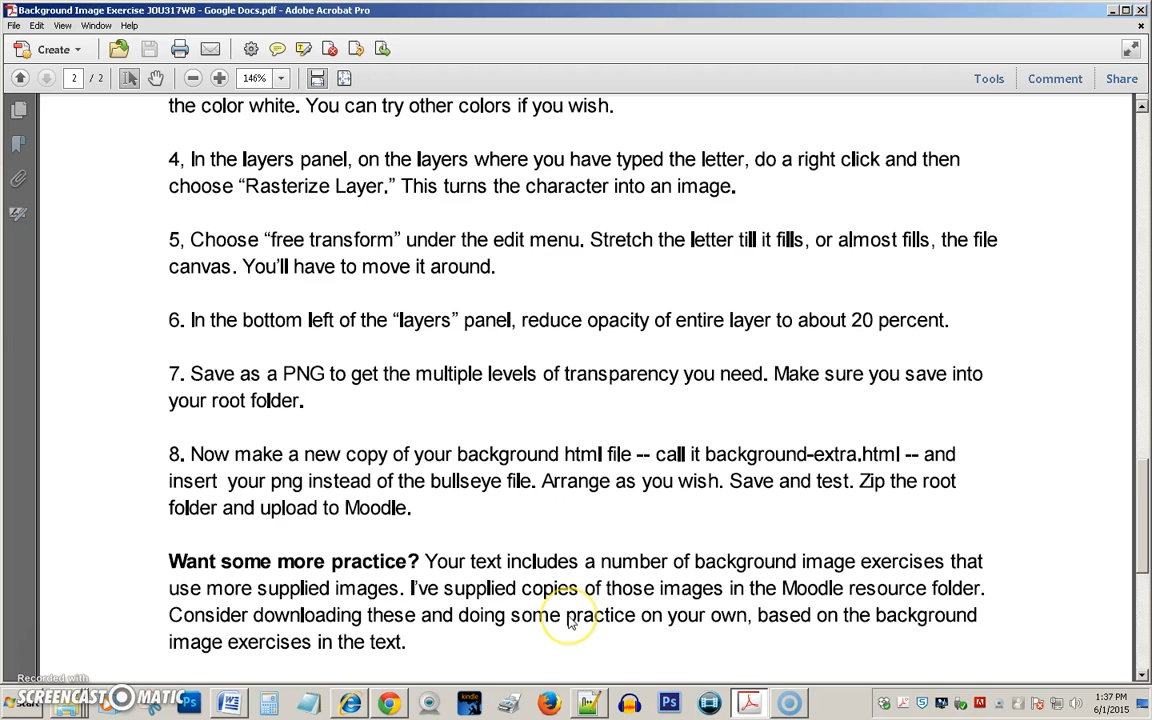 Background Image Exercise JOU317WB - Google Docs.pdf - Adobe Acrobat Pro
File Edit View Window Help
Create
2 / 2 146% Tools Comment Share
the color white. You can try other colors if you wish.
4, In the layers panel, on the layers where you have typed the letter, do a right click and then
choose “Rasterize Layer.” This turns the character into an image.
5, Choose “free transform” under the edit menu. Stretch the letter till it fills, or almost fills, the file
canvas. You’ll have to move it around.
6. In the bottom left of the “layers” panel, reduce opacity of entire layer to about 20 percent.
7. Save as a PNG to get the multiple levels of transparency you need. Make sure you save into
your root folder.
8. Now make a new copy of your background html file -- call it background-extra.html -- and
insert your png instead of the bullseye file. Arrange as you wish. Save and test. Zip the root
folder and upload to Moodle.
Want some more practice? Your text includes a number of background image exercises that
use more supplied images. I’ve supplied copies of those images in the Moodle resource folder.
Consider downloading these and doing some practice on your own, based on the background
image exercises in the text.
Recorded with
SCREENCAST-O-MATIC
Start
kindle
Ps
1:37 PM
6/1/2015